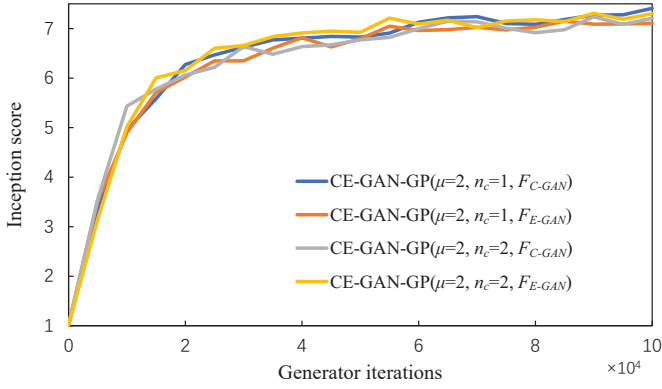 Inception score
7
6
5
4
3
2
1
CE-GAN-GP(μ=2, n_c=1, F_C-GAN)
CE-GAN-GP(μ=2, n_c=1, F_E-GAN)
CE-GAN-GP(μ=2, n_c=2, F_C-GAN)
CE-GAN-GP(μ=2, n_c=2, F_E-GAN)
0 2 4 6 8 10
Generator iterations
×10⁴